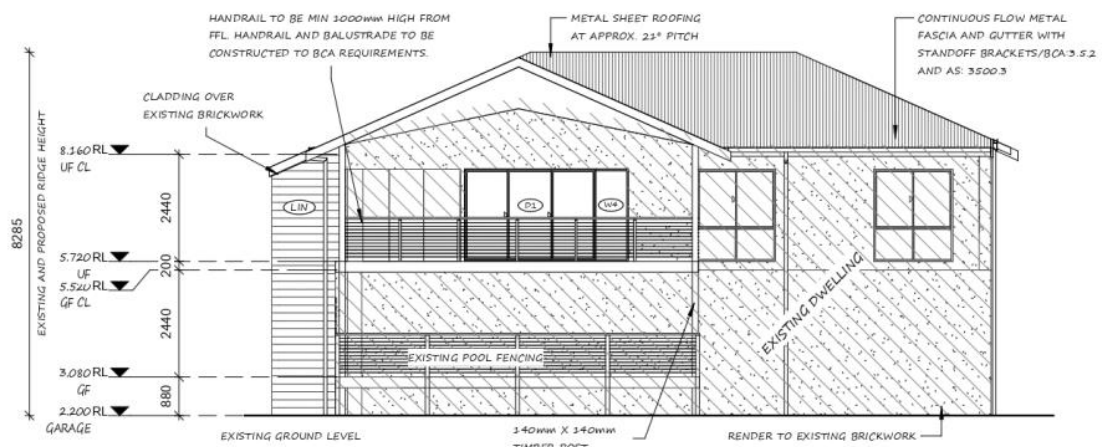 HANDRAIL TO BE MIN 1000mm HIGH FROM
FFL. HANDRAIL AND BALUSTRADE TO BE
CONSTRUCTED TO BCA REQUIREMENTS.
METAL SHEET ROOFING
AT APPROX. 21° PITCH
CONTINUOUS FLOW METAL
FASCIA AND GUTTER WITH
STANDOFF BRACKETS/BCA:3.5.2
AND AS: 3500.3
CLADDING OVER
EXISTING BRICKWORK
8285
EXISTING AND PROPOSED RIDGE HEIGHT
8.160 RL
UF CL
2440
LIN
D1
W4
5.720 RL
UF
200
5.520 RL
GF CL
2440
EXISTING DWELLING
EXISTING POOL FENCING
3.080 RL
GF
880
2.200 RL
GARAGE
EXISTING GROUND LEVEL
140mm X 140mm
TIMBER POST
RENDER TO EXISTING BRICKWORK